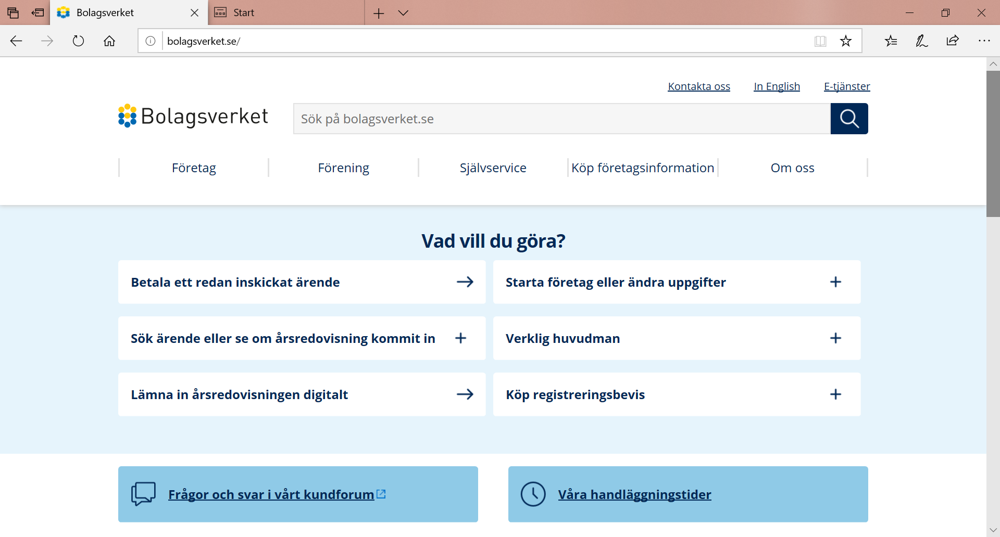 Bolagsverket
Start
bolagsverket.se/
Kontakta oss
In English
E-tjänster
Bolagsverket
Sök på bolagsverket.se
Företag
Förening
Självservice
Köp företagsinformation
Om oss
Vad vill du göra?
Betala ett redan inskickat ärende
Starta företag eller ändra uppgifter
Sök ärende eller se om årsredovisning kommit in
Verklig huvudman
Lämna in årsredovisningen digitalt
Köp registreringsbevis
Frågor och svar i vårt kundforum
Våra handläggningstider